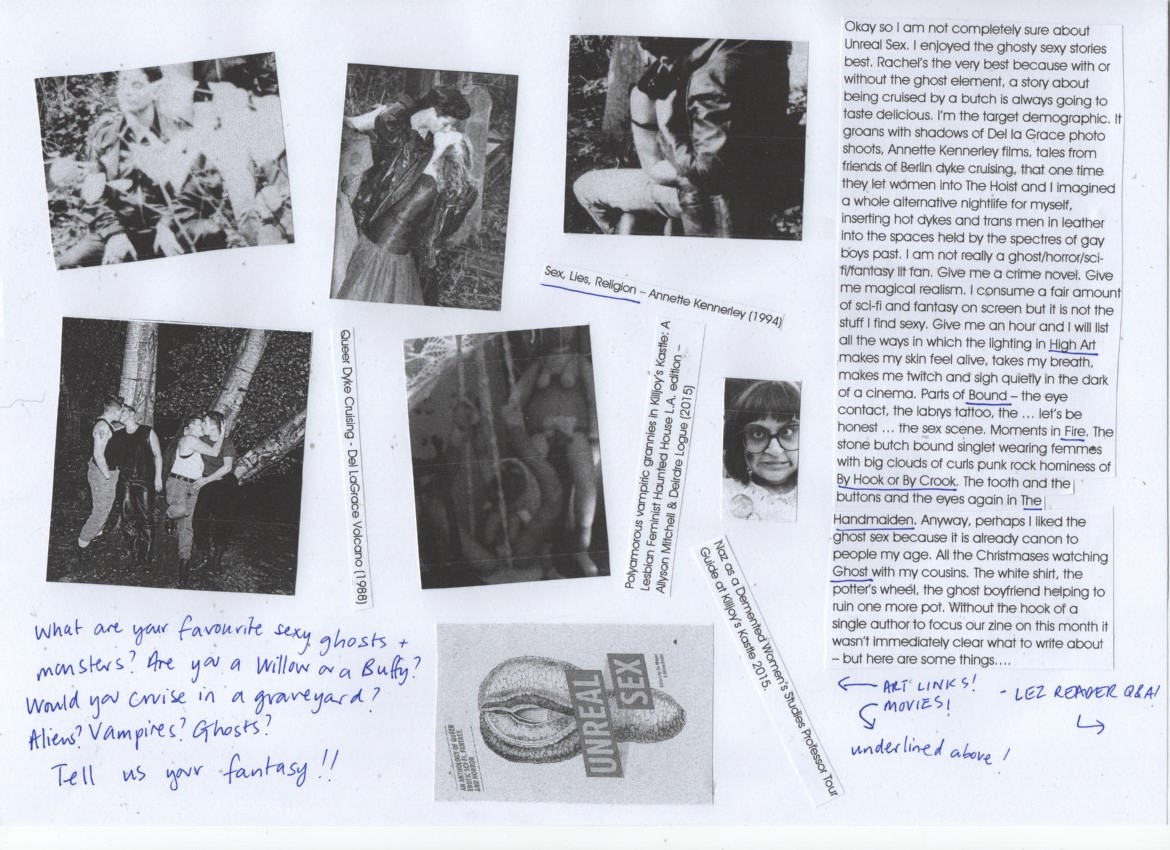 Okay so I am not completely sure about
Unreal Sex. I enjoyed the ghosty sexy stories
best. Rachel's the very best because with or
without the ghost element, a story about
being cruised by a butch is always going to
taste delicious. I'm the target demographic. It
groans with shadows of Del la Grace photo
shoots, Annette Kennerley films, tales from
friends of Berlin dyke cruising, that one time
they let women into The Hoist and I imagined
a whole alternative nightlife for myself,
inserting hot dykes and trans men in leather
into the spaces held by the spectres of gay
boys past. I am not really a ghost/horror/sci-
fi/fantasy lit fan. Give me a crime novel. Give
me magical realism. I consume a fair amount
of sci-fi and fantasy on screen but it is not the
stuff I find sexy. Give me an hour and I will list
all the ways in which the lighting in High Art
makes my skin feel alive, takes my breath,
makes me twitch and sigh quietly in the dark
of a cinema. Parts of Bound – the eye
contact, the labrys tattoo, the … let's be
honest … the sex scene. Moments in Fire. The
stone butch bound singlet wearing femmes
with big clouds of curls punk rock horniness of
By Hook or By Crook. The tooth and the
buttons and the eyes again in The
Handmaiden. Anyway, perhaps I liked the
ghost sex because it is already canon to
people my age. All the Christmases watching
Ghost with my cousins. The white shirt, the
potter's wheel, the ghost boyfriend helping to
ruin one more pot. Without the hook of a
single author to focus our zine on this month it
wasn't immediately clear what to write about
– but here are some things....
← ART LINKS!
MOVIES!
underlined above!
- LEZ READER Q&A!
Sex, Lies, Religion – Annette Kennerley (1994)
Queer Dyke Cruising - Del LaGrace Volcano (1988)
Polyamorous vampiric grannies in Killjoy's Kastle: A
Lesbian Feminist Haunted House L.A. edition –
Allyson Mitchell & Deirdre Logue (2015)
Naz as a Demented Women's Studies Professor Tour
Guide at Killjoy's Kastle 2015.
What are your favourite sexy ghosts +
monsters? Are you a Willow or a Buffy?
Would you cruise in a graveyard?
Aliens? Vampires? Ghosts?
Tell us your fantasy!!
UNREAL
SEX
AN ANTHOLOGY OF QUEER
EROTIC SCI-FI, FANTASY,
AND HORROR